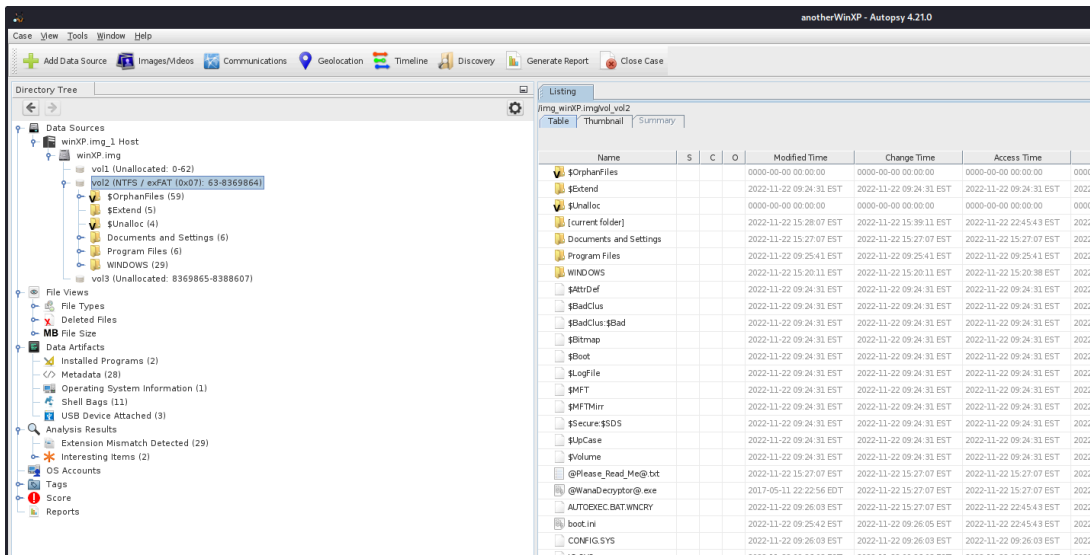 anotherWinXP - Autopsy 4.21.0
Case View Tools Window Help
Add Data Source Images/Videos Communications Geolocation Timeline Discovery Generate Report Close Case
Directory Tree
Data Sources
winXP.img_1 Host
winXP.img
vol1 (Unallocated: 0-62)
vol2 (NTFS / exFAT (0x07): 63-8369864)
$OrphanFiles (59)
$Extend (5)
$Unalloc (4)
Documents and Settings (6)
Program Files (6)
WINDOWS (29)
vol3 (Unallocated: 8369865-8388607)
File Views
File Types
Deleted Files
MB File Size
Data Artifacts
Installed Programs (2)
Metadata (28)
Operating System Information (1)
Shell Bags (11)
USB Device Attached (3)
Analysis Results
Extension Mismatch Detected (29)
Interesting Items (2)
OS Accounts
Tags
Score
Reports
Listing
/img_winXP.img/vol_vol2
Table Thumbnail Summary
Name S C O Modified Time Change Time Access Time
$OrphanFiles 0000-00-00 00:00:00 0000-00-00 00:00:00 0000-00-00 00:00:00 0000
$Extend 2022-11-22 09:24:31 EST 2022-11-22 09:24:31 EST 2022-11-22 09:24:31 EST 2022
$Unalloc 0000-00-00 00:00:00 0000-00-00 00:00:00 0000-00-00 00:00:00 0000
[current folder] 2022-11-22 15:28:07 EST 2022-11-22 15:39:11 EST 2022-11-22 22:45:43 EST 2022
Documents and Settings 2022-11-22 15:27:07 EST 2022-11-22 15:27:07 EST 2022-11-22 15:27:07 EST 2022
Program Files 2022-11-22 09:25:41 EST 2022-11-22 09:25:41 EST 2022-11-22 09:25:41 EST 2022
WINDOWS 2022-11-22 15:20:11 EST 2022-11-22 15:20:11 EST 2022-11-22 15:20:38 EST 2022
$AttrDef 2022-11-22 09:24:31 EST 2022-11-22 09:24:31 EST 2022-11-22 09:24:31 EST 2022
$BadClus 2022-11-22 09:24:31 EST 2022-11-22 09:24:31 EST 2022-11-22 09:24:31 EST 2022
$BadClus:$Bad 2022-11-22 09:24:31 EST 2022-11-22 09:24:31 EST 2022-11-22 09:24:31 EST 2022
$Bitmap 2022-11-22 09:24:31 EST 2022-11-22 09:24:31 EST 2022-11-22 09:24:31 EST 2022
$Boot 2022-11-22 09:24:31 EST 2022-11-22 09:24:31 EST 2022-11-22 09:24:31 EST 2022
$LogFile 2022-11-22 09:24:31 EST 2022-11-22 09:24:31 EST 2022-11-22 09:24:31 EST 2022
$MFT 2022-11-22 09:24:31 EST 2022-11-22 09:24:31 EST 2022-11-22 09:24:31 EST 2022
$MFTMirr 2022-11-22 09:24:31 EST 2022-11-22 09:24:31 EST 2022-11-22 09:24:31 EST 2022
$Secure:$SDS 2022-11-22 09:24:31 EST 2022-11-22 09:24:31 EST 2022-11-22 09:24:31 EST 2022
$UpCase 2022-11-22 09:24:31 EST 2022-11-22 09:24:31 EST 2022-11-22 09:24:31 EST 2022
$Volume 2022-11-22 09:24:31 EST 2022-11-22 09:24:31 EST 2022-11-22 09:24:31 EST 2022
@Please_Read_Me@.txt 2022-11-22 15:27:07 EST 2022-11-22 15:27:07 EST 2022-11-22 15:27:07 EST 2022
@WanaDecryptor@.exe 2017-05-11 22:22:56 EDT 2022-11-22 15:27:07 EST 2022-11-22 15:27:07 EST 2022
AUTOEXEC.BAT.WNCRY 2022-11-22 09:26:03 EST 2022-11-22 15:27:07 EST 2022-11-22 22:45:43 EST 2022
boot.ini 2022-11-22 09:25:42 EST 2022-11-22 09:26:05 EST 2022-11-22 22:45:43 EST 2022
CONFIG.SYS 2022-11-22 09:26:03 EST 2022-11-22 09:26:03 EST 2022-11-22 09:26:03 EST 2022